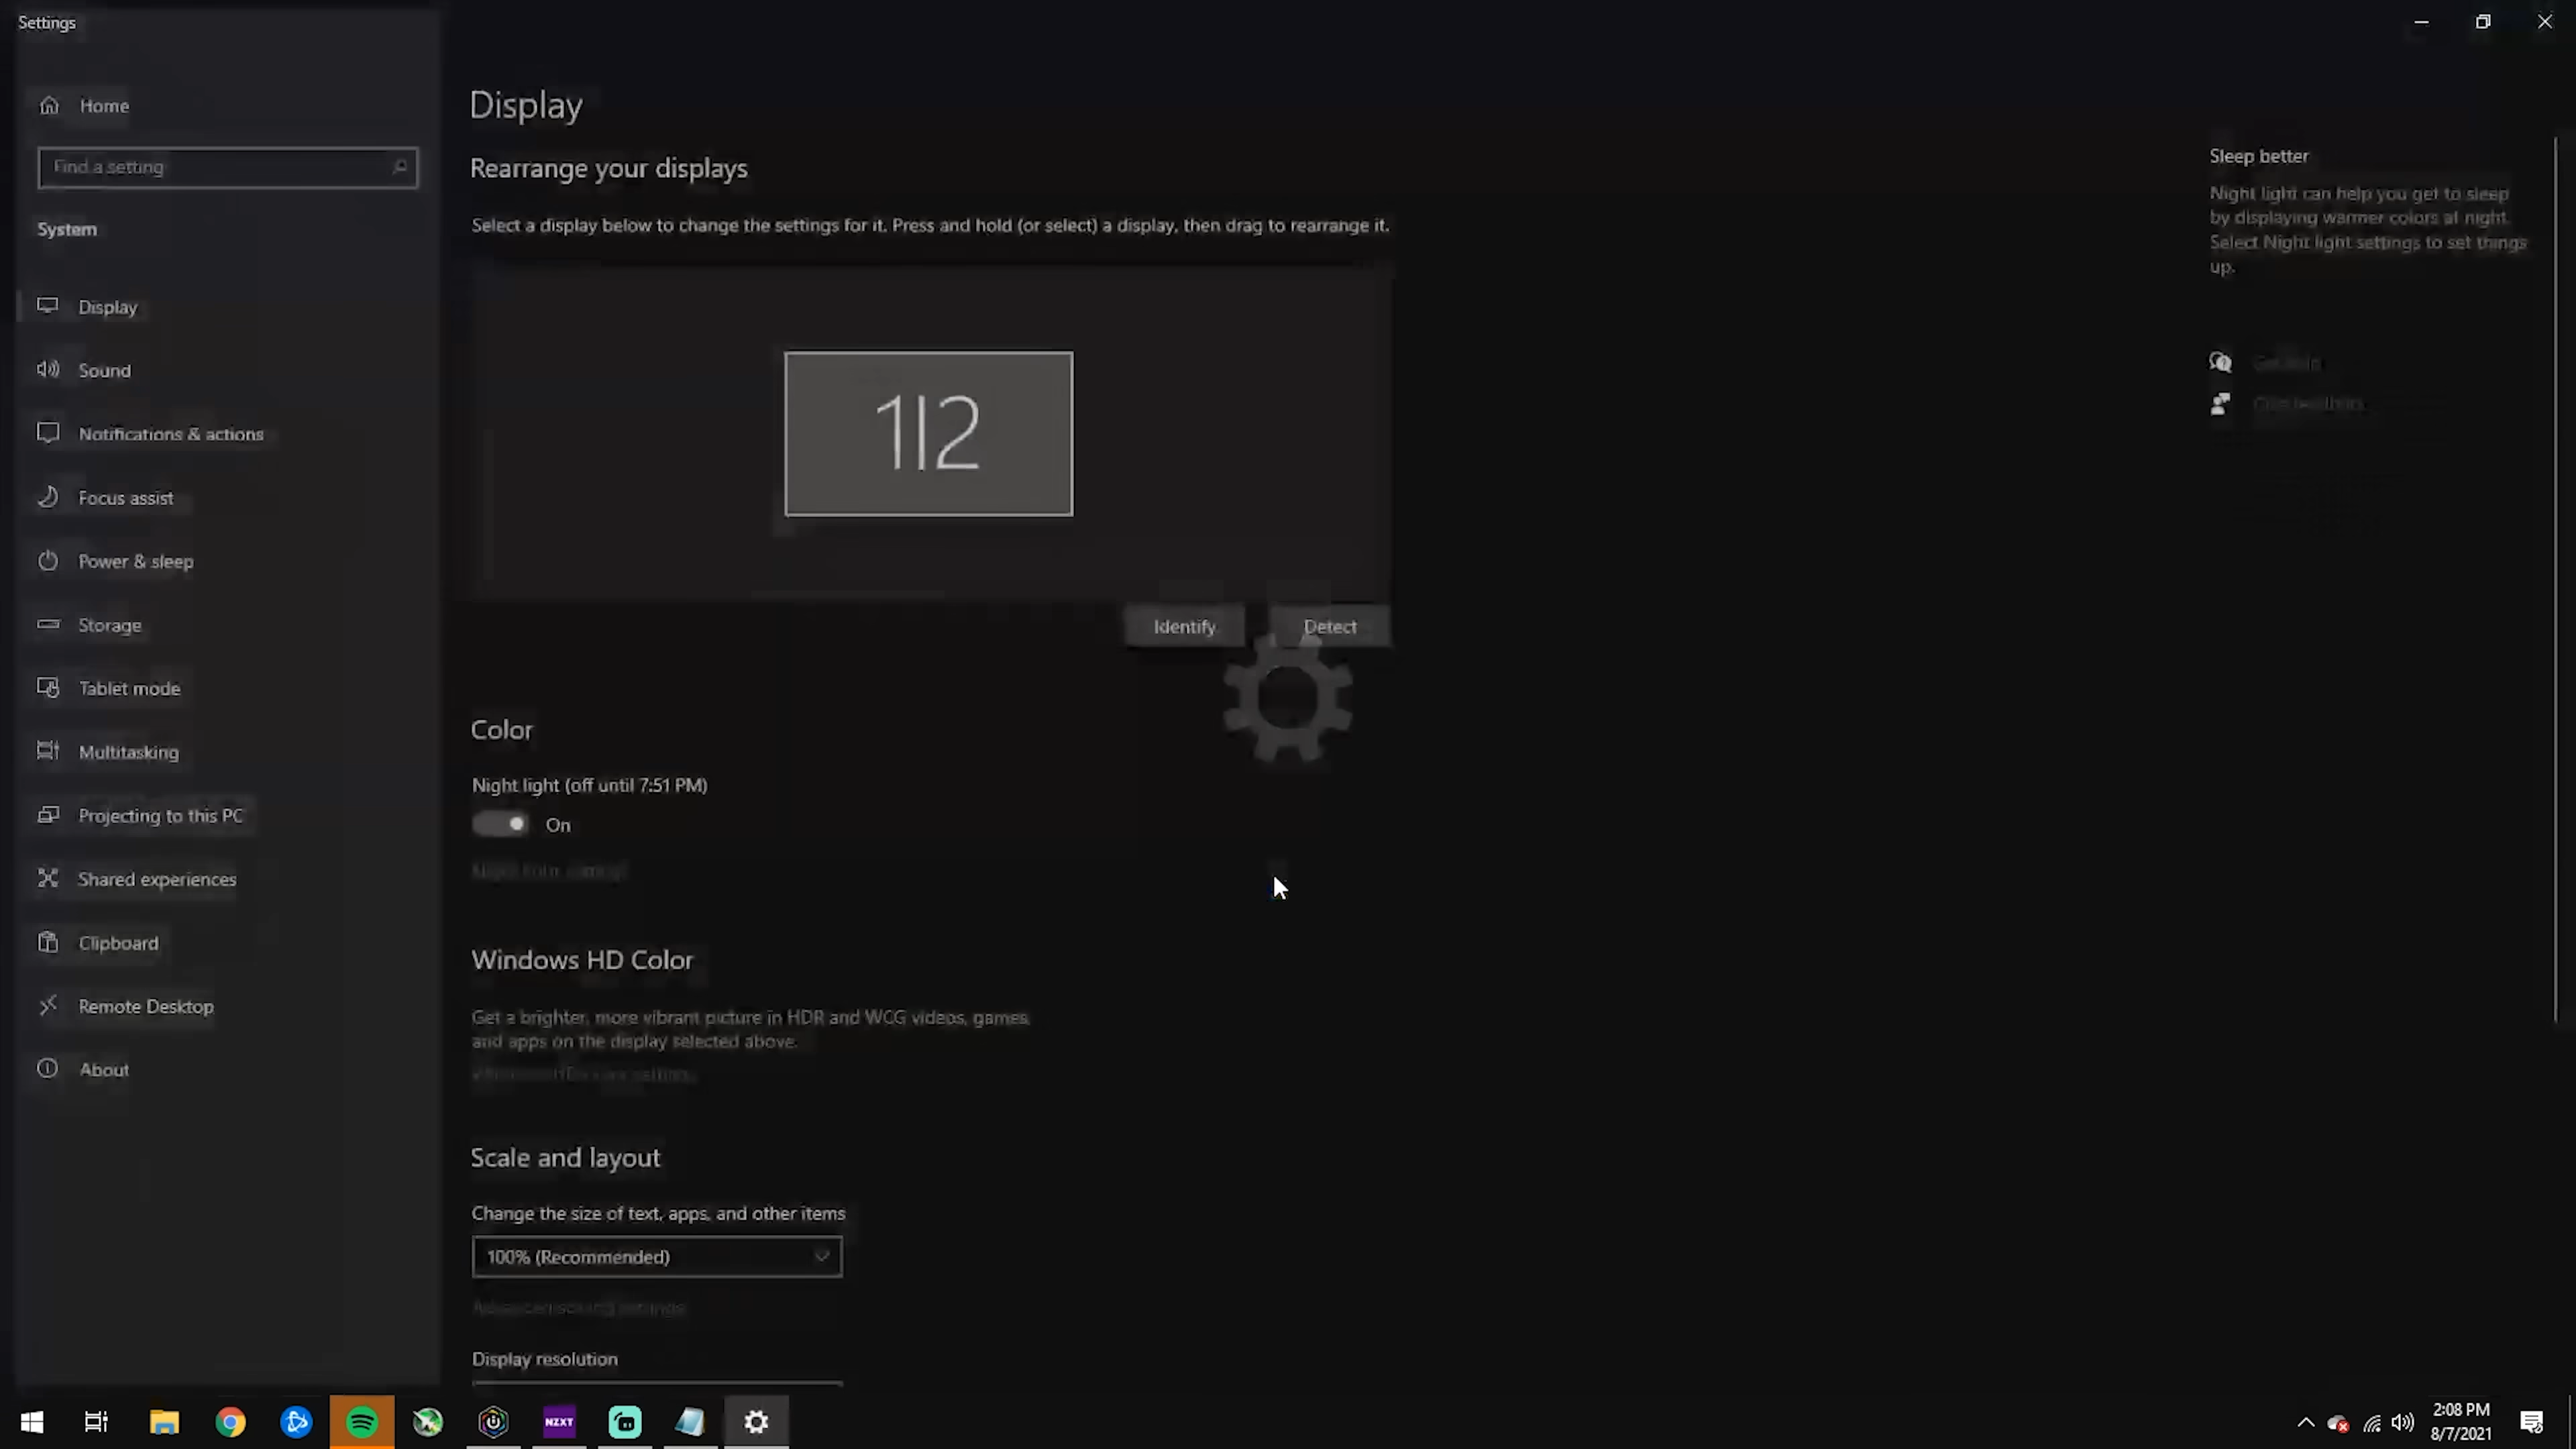 Settings
Home
Find a setting
System
Display
Sound
Notifications & actions
Focus assist
Power & sleep
Storage
Tablet mode
Multitasking
Projecting to this PC
Shared experiences
Clipboard
Remote Desktop
About
Display
Rearrange your displays
Select a display below to change the settings for it. Press and hold (or select) a display, then drag to rearrange it.
1|2
Identify
Detect
Color
Night light (off until 7:51 PM)
On
Windows HD Color
Get a brighter, more vibrant picture in HDR and WCG videos, games,
and apps on the display selected above.
Scale and layout
Change the size of text, apps, and other items
100% (Recommended)
Advanced scaling settings
Display resolution
Sleep better
Night light can help you get to sleep
by displaying warmer colors at night.
Select Night light settings to set things
up.
NZXT
2:08 PM
8/7/2021